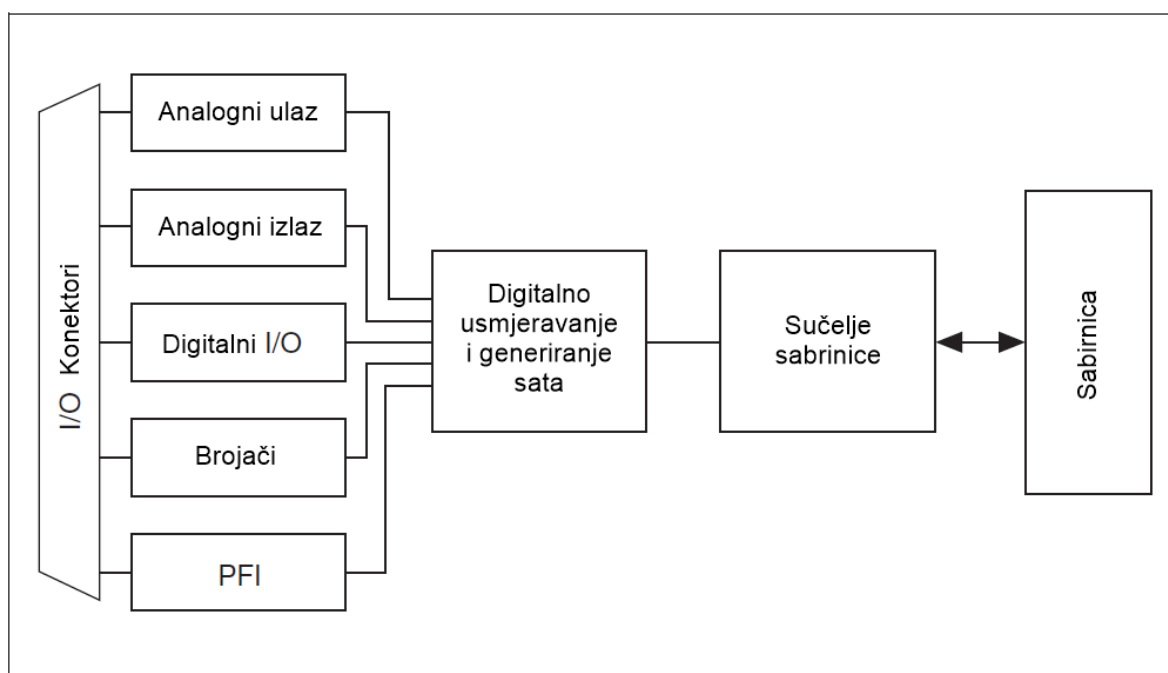 I/O Konektori
Analogni ulaz
Analogni izlaz
Digitalni I/O
Brojači
PFI
Digitalno
usmjeravanje
i generiranje
sata
Sučelje
sabrinice
Sabirnica